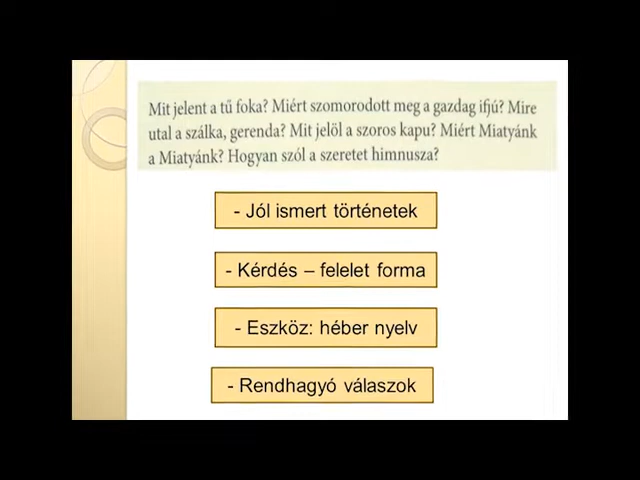 Mit jelent a tű foka? Miért szomorodott meg a gazdag ifjú? Mire
utal a szálka, gerenda? Mit jelöl a szoros kapu? Miért Miatyánk
a Miatyánk? Hogyan szól a szeretet himnusza?
- Jól ismert történetek
- Kérdés – felelet forma
- Eszköz: héber nyelv
- Rendhagyó válaszok